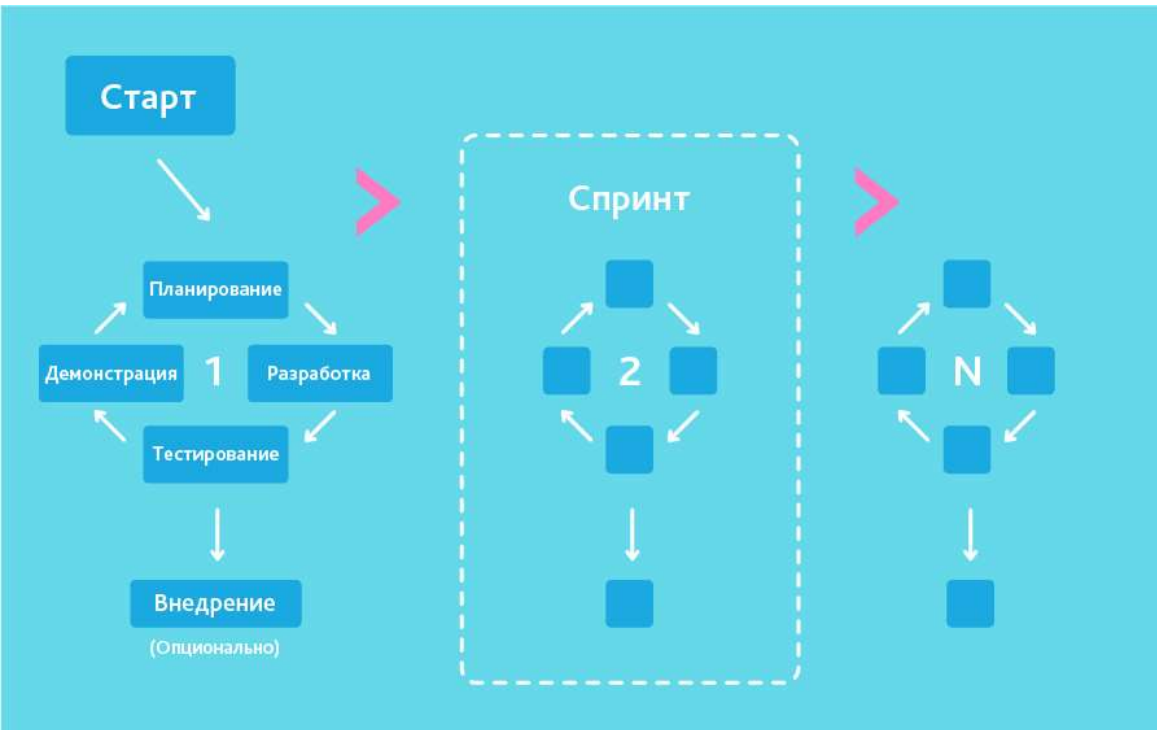 Старт
Спринт
Планирование
Демонстрация
1
Разработка
2
N
Тестирование
Внедрение
(Опционально)